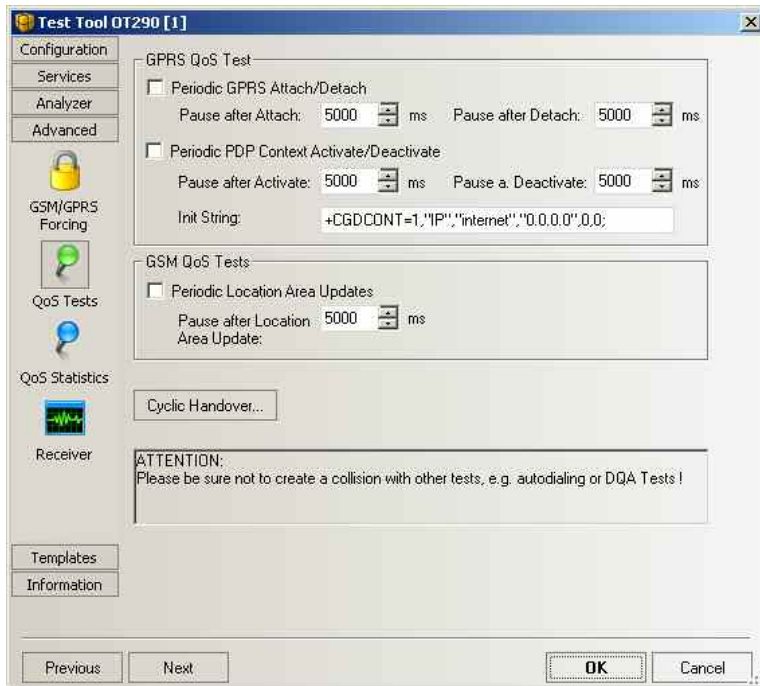 Test Tool OT290 [1]
Configuration
Services
Analyzer
Advanced
GSM/GPRS
Forcing
QoS Tests
QoS Statistics
Receiver
Templates
Information
GPRS QoS Test
Periodic GPRS Attach/Detach
Pause after Attach: 5000 ms Pause after Detach: 5000 ms
Periodic PDP Context Activate/Deactivate
Pause after Activate: 5000 ms Pause a. Deactivate: 5000 ms
Init String: +CGDCONT=1,"IP","internet","0.0.0.0",0,0;
GSM QoS Tests
Periodic Location Area Updates
Pause after Location 5000 ms
Area Update:
Cyclic Handover...
ATTENTION:
Please be sure not to create a collision with other tests, e.g. autodialing or DQA Tests !
Previous Next OK Cancel